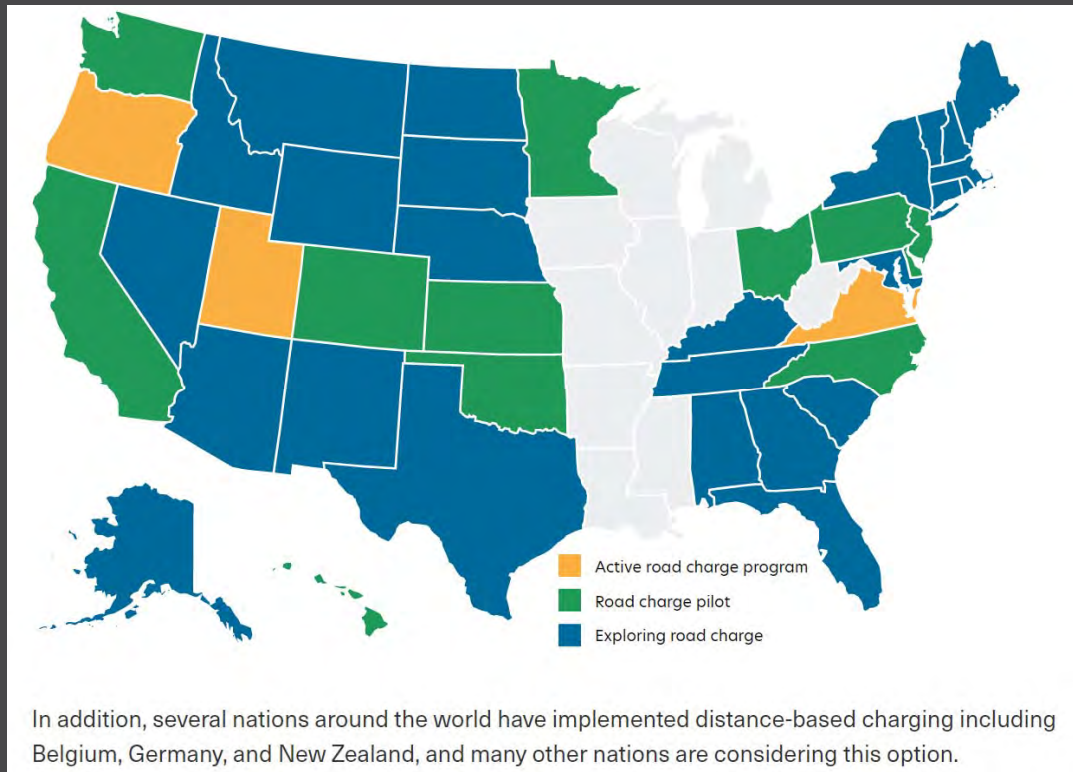 Active road charge program
Road charge pilot
Exploring road charge
In addition, several nations around the world have implemented distance-based charging including
Belgium, Germany, and New Zealand, and many other nations are considering this option.